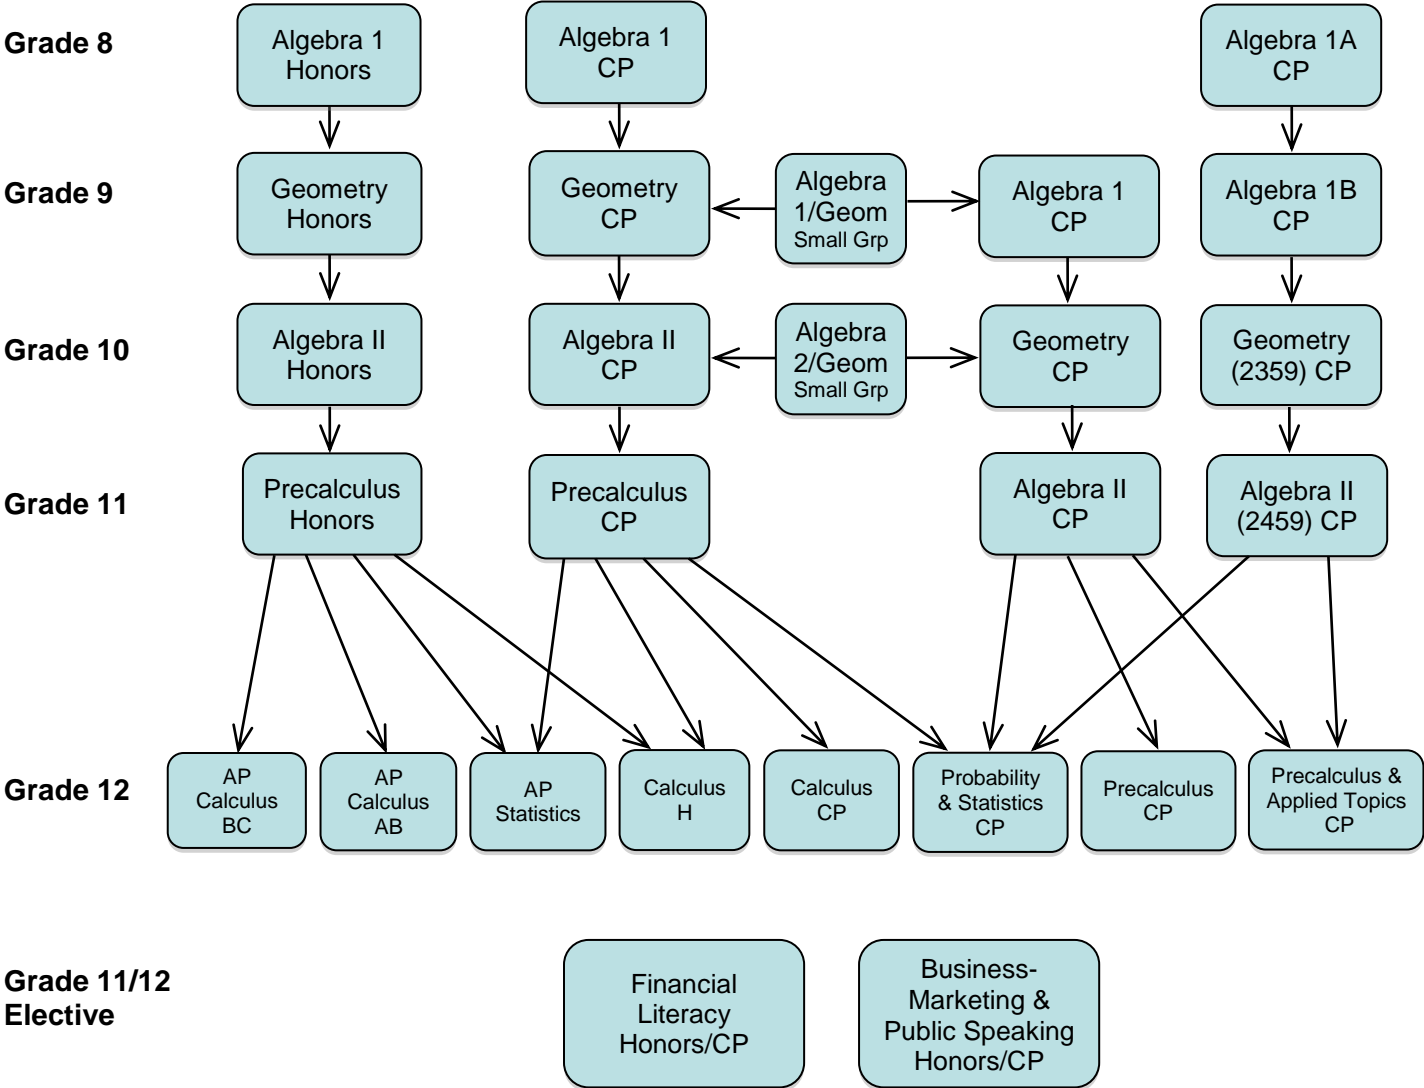 Grade 8
Algebra 1
Honors
Algebra 1
CP
Algebra 1A
CP
Grade 9
Geometry
Honors
Geometry
CP
Algebra
1/Geom
Small Grp
Algebra 1
CP
Algebra 1B
CP
Grade 10
Algebra II
Honors
Algebra II
CP
Algebra
2/Geom
Small Grp
Geometry
CP
Geometry
(2359) CP
Grade 11
Precalculus
Honors
Precalculus
CP
Algebra II
CP
Algebra II
(2459) CP
Grade 12
AP
Calculus
BC
AP
Calculus
AB
AP
Statistics
Calculus
H
Calculus
CP
Probability
& Statistics
CP
Precalculus
CP
Precalculus &
Applied Topics
CP
Grade 11/12
Elective
Financial
Literacy
Honors/CP
Business-
Marketing &
Public Speaking
Honors/CP